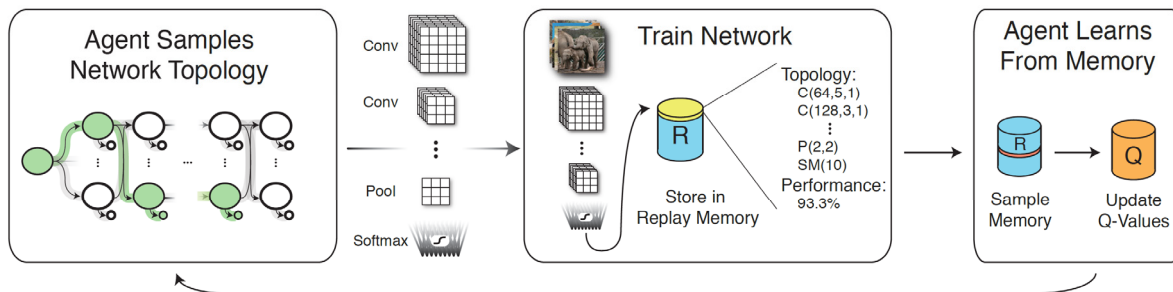 Agent Samples
Network Topology
Conv
Conv
Pool
Softmax
Train Network
R
Store in
Replay Memory
Topology:
C(64,5,1)
C(128,3,1)
P(2,2)
SM(10)
Performance:
93.3%
Agent Learns
From Memory
R
Sample
Memory
Q
Update
Q-Values